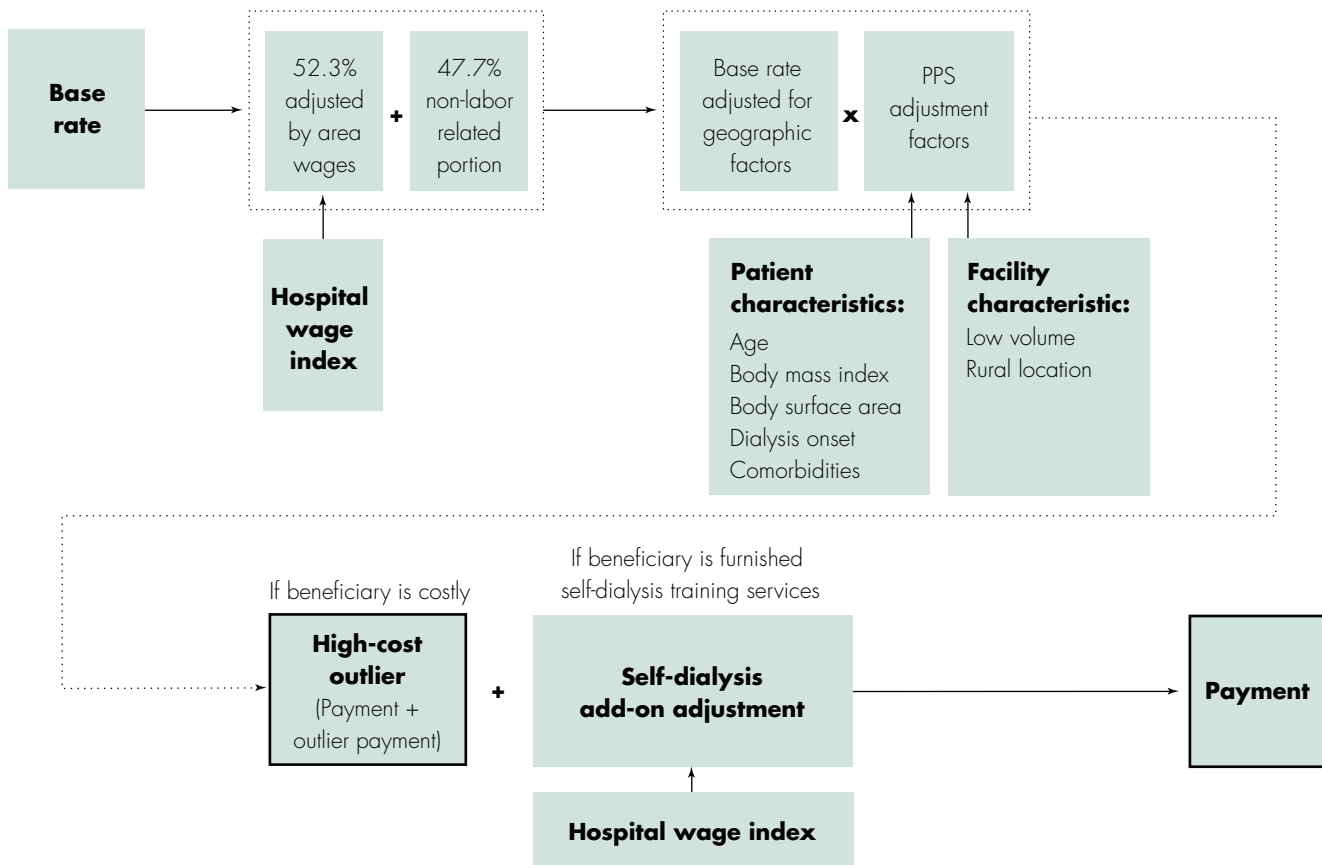 Base
rate
52.3%
adjusted
by area
wages
+
47.7%
non-labor
related
portion
Base rate
adjusted for
geographic
factors
x
PPS
adjustment
factors
Hospital
wage
index
Patient
characteristics:
Age
Body mass index
Body surface area
Dialysis onset
Comorbidities
Facility
characteristic:
Low volume
Rural location
If beneficiary is costly
High-cost
outlier
(Payment +
outlier payment)
+
If beneficiary is furnished
self-dialysis training services
Self-dialysis
add-on adjustment
Hospital wage index
Payment